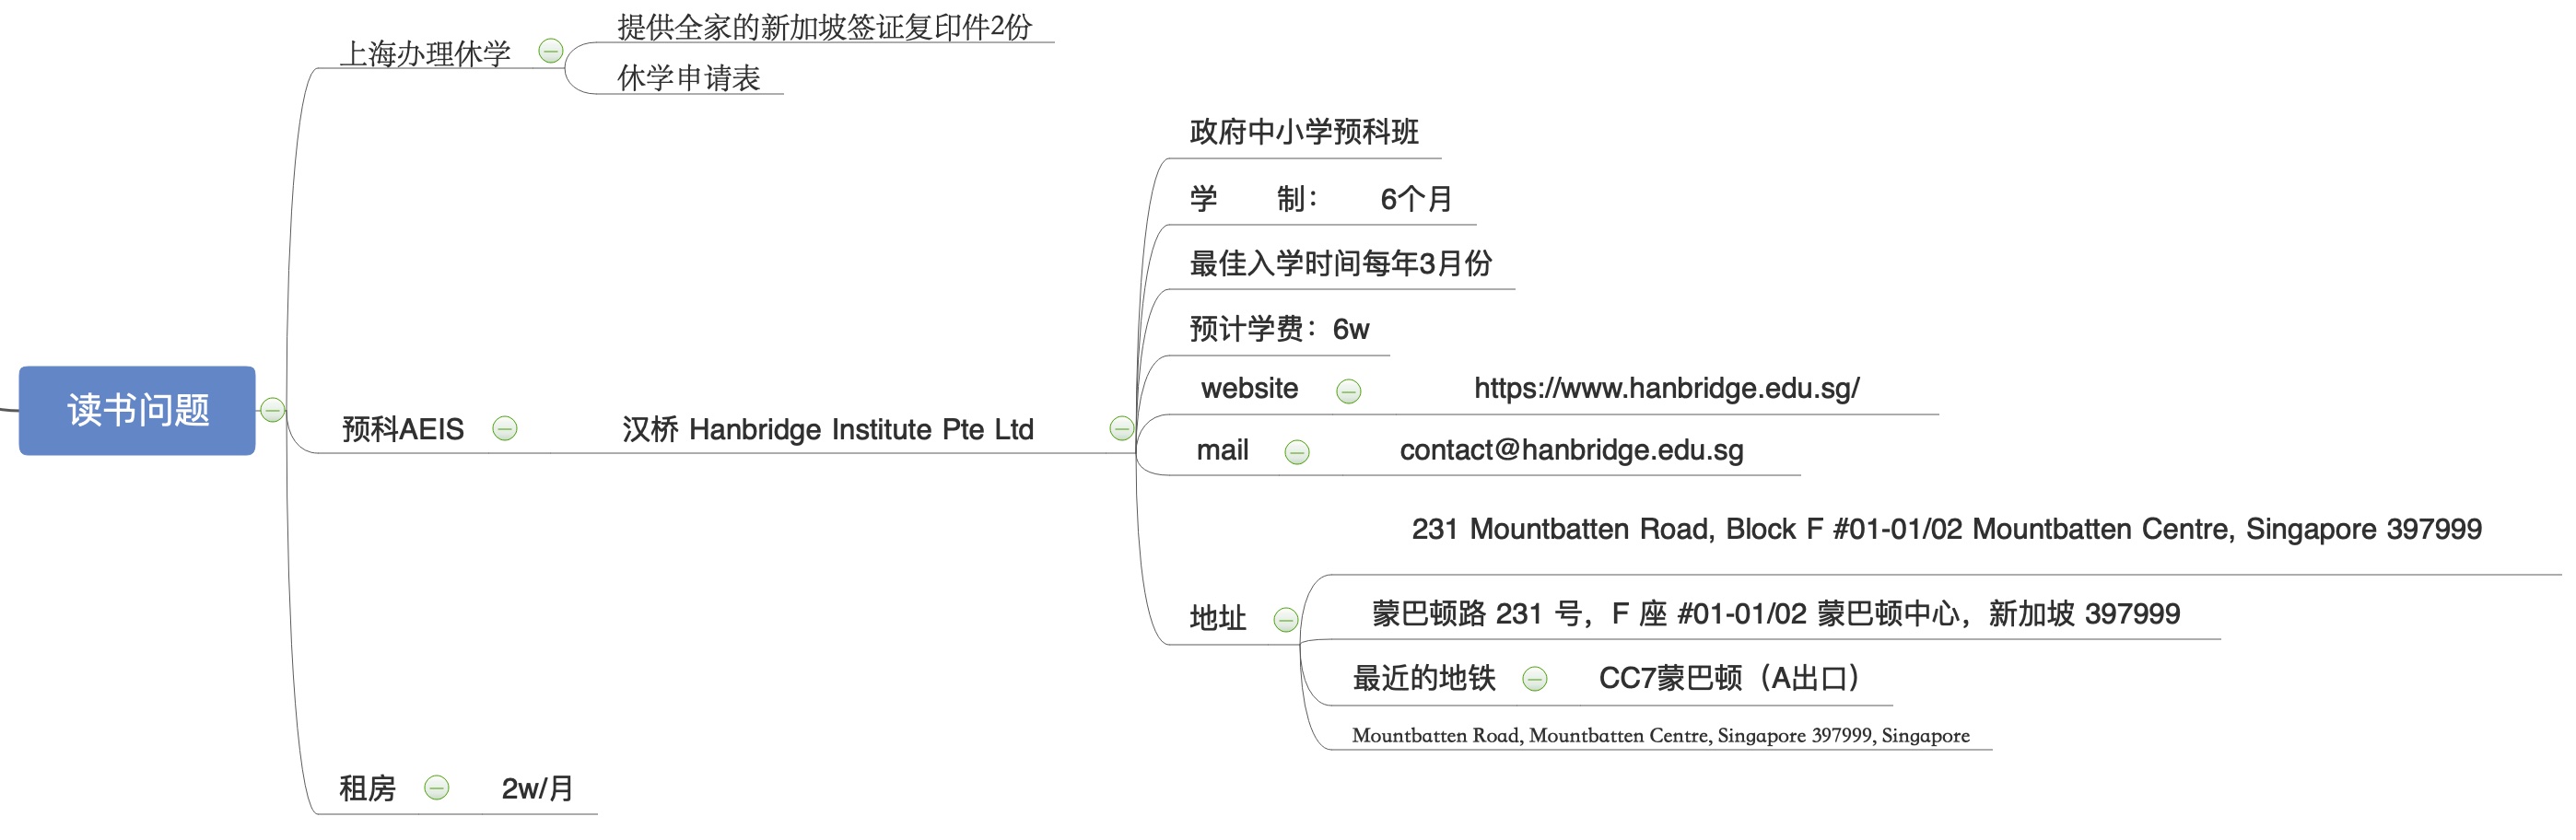 读书问题
上海办理休学
提供全家的新加坡签证复印件2份
休学申请表
预科AEIS
汉桥 Hanbridge Institute Pte Ltd
政府中小学预科班
学 制： 6个月
最佳入学时间每年3月份
预计学费：6w
website https://www.hanbridge.edu.sg/
mail contact@hanbridge.edu.sg
地址
231 Mountbatten Road, Block F #01-01/02 Mountbatten Centre, Singapore 397999
蒙巴顿路 231 号，F 座 #01-01/02 蒙巴顿中心，新加坡 397999
最近的地铁 CC7蒙巴顿（A出口）
Mountbatten Road, Mountbatten Centre, Singapore 397999, Singapore
租房 2w/月